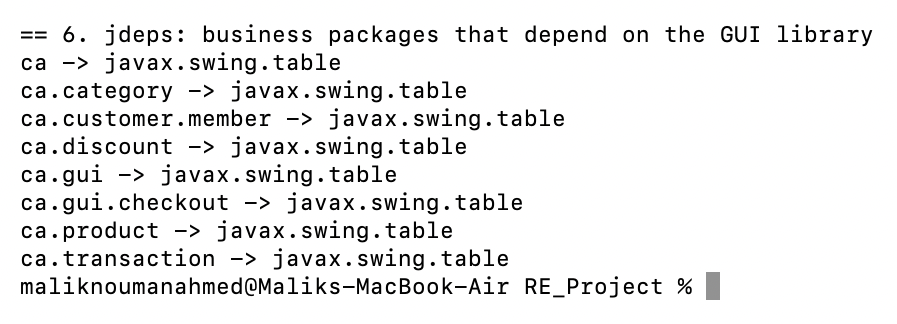 == 6. jdeps: business packages that depend on the GUI library
ca -> javax.swing.table
ca.category -> javax.swing.table
ca.customer.member -> javax.swing.table
ca.discount -> javax.swing.table
ca.gui -> javax.swing.table
ca.gui.checkout -> javax.swing.table
ca.product -> javax.swing.table
ca.transaction -> javax.swing.table
maliknoumanahmed@Maliks-MacBook-Air RE_Project %